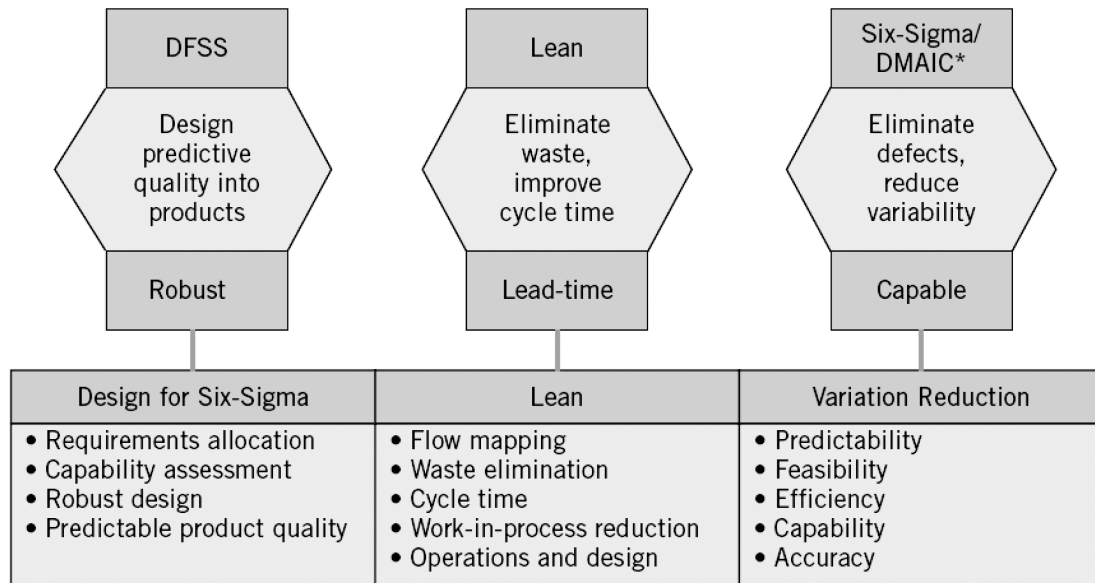 DFSS
Design
predictive
quality into
products
Robust
Lean
Eliminate
waste,
improve
cycle time
Lead-time
Six-Sigma/
DMAIC*
Eliminate
defects,
reduce
variability
Capable
Design for Six-Sigma
• Requirements allocation
• Capability assessment
• Robust design
• Predictable product quality
Lean
• Flow mapping
• Waste elimination
• Cycle time
• Work-in-process reduction
• Operations and design
Variation Reduction
• Predictability
• Feasibility
• Efficiency
• Capability
• Accuracy